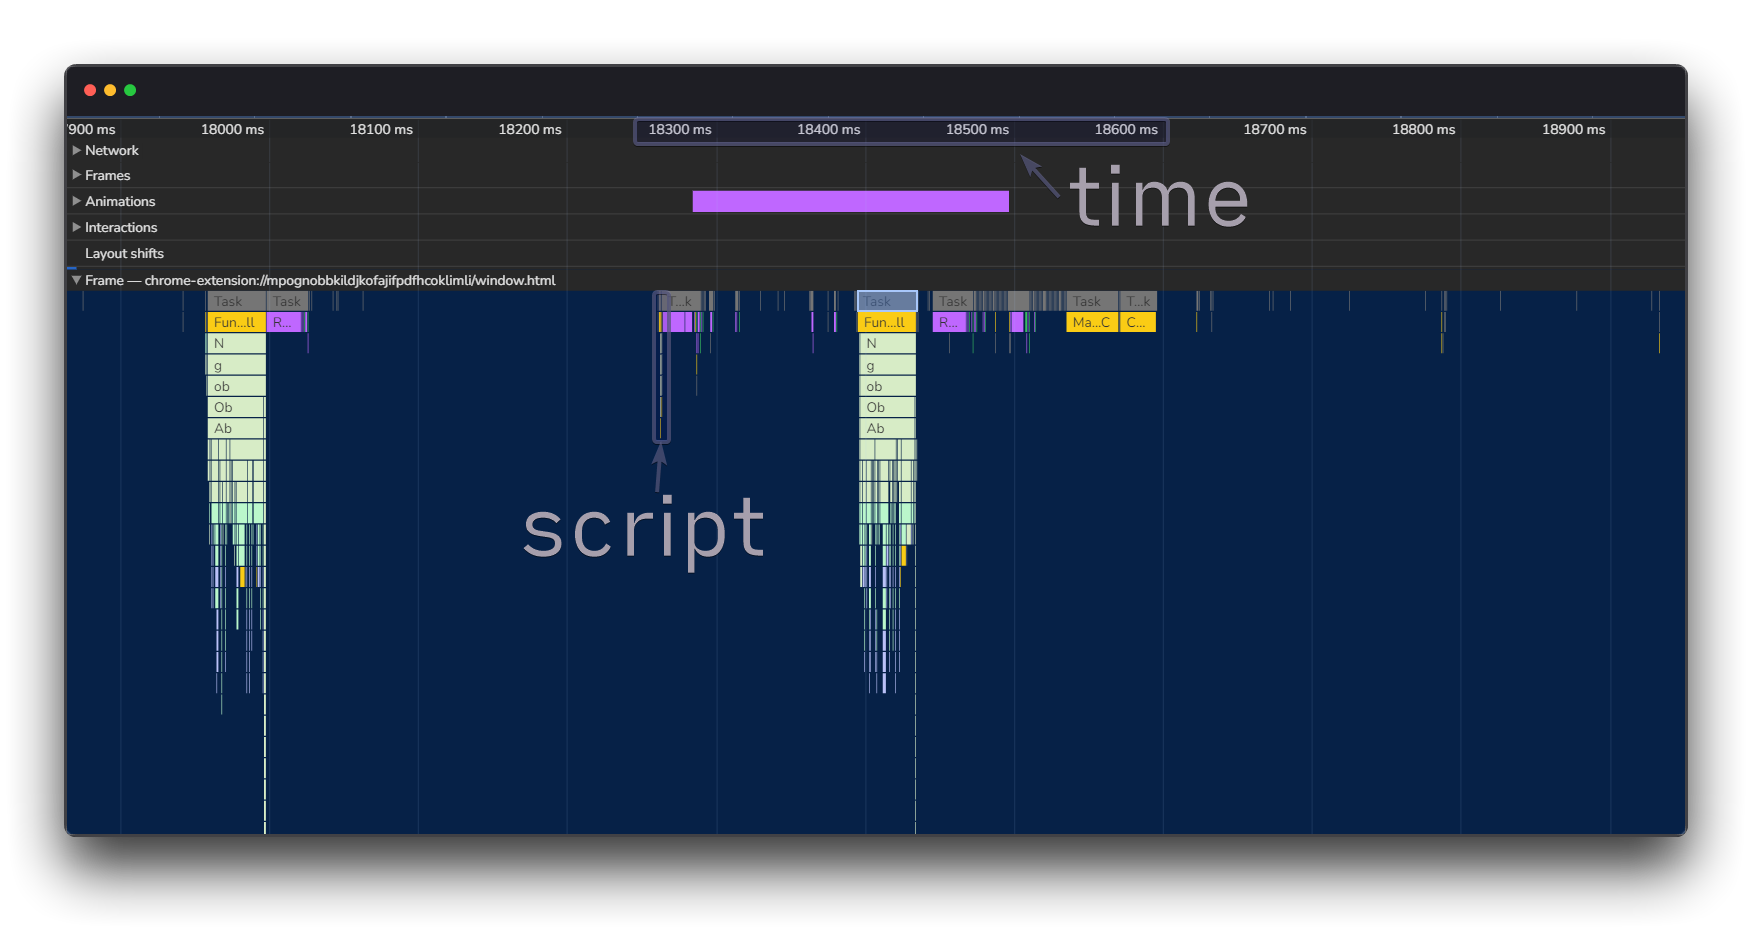 '900 ms 18000 ms 18100 ms 18200 ms 18300 ms 18400 ms 18500 ms 18600 ms 18700 ms 18800 ms 18900 ms
Network
Frames
Animations
time
Interactions
Layout shifts
Frame — chrome-extension://mpognobbkildjkofajifpdfhcoklimli/window.html
Task Task T...k Task Task Task T...k
Fun...ll R... Fun...ll R... Ma...C C...
N N
g g
ob ob
Ob Ob
Ab Ab
script